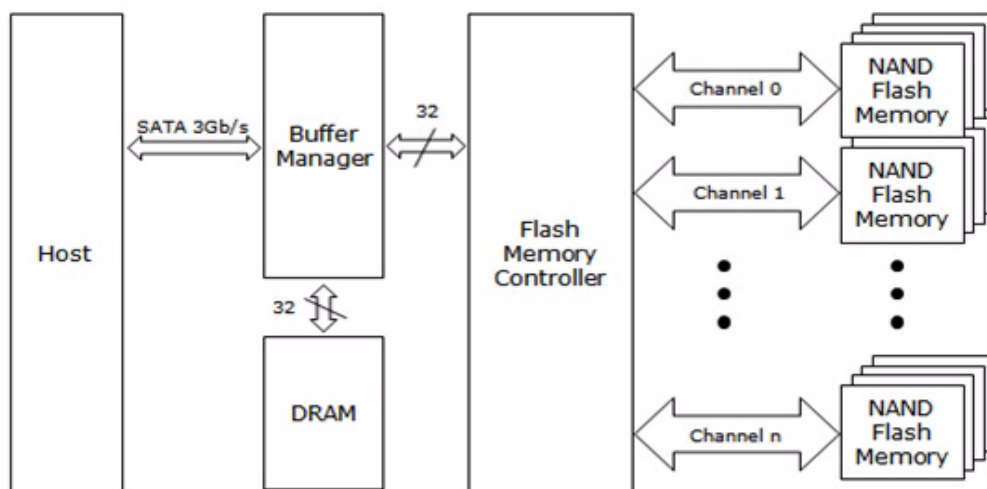 Host
SATA 3Gb/s
Buffer
Manager
32
32
DRAM
Flash
Memory
Controller
Channel 0
NAND
Flash
Memory
Channel 1
NAND
Flash
Memory
Channel n
NAND
Flash
Memory